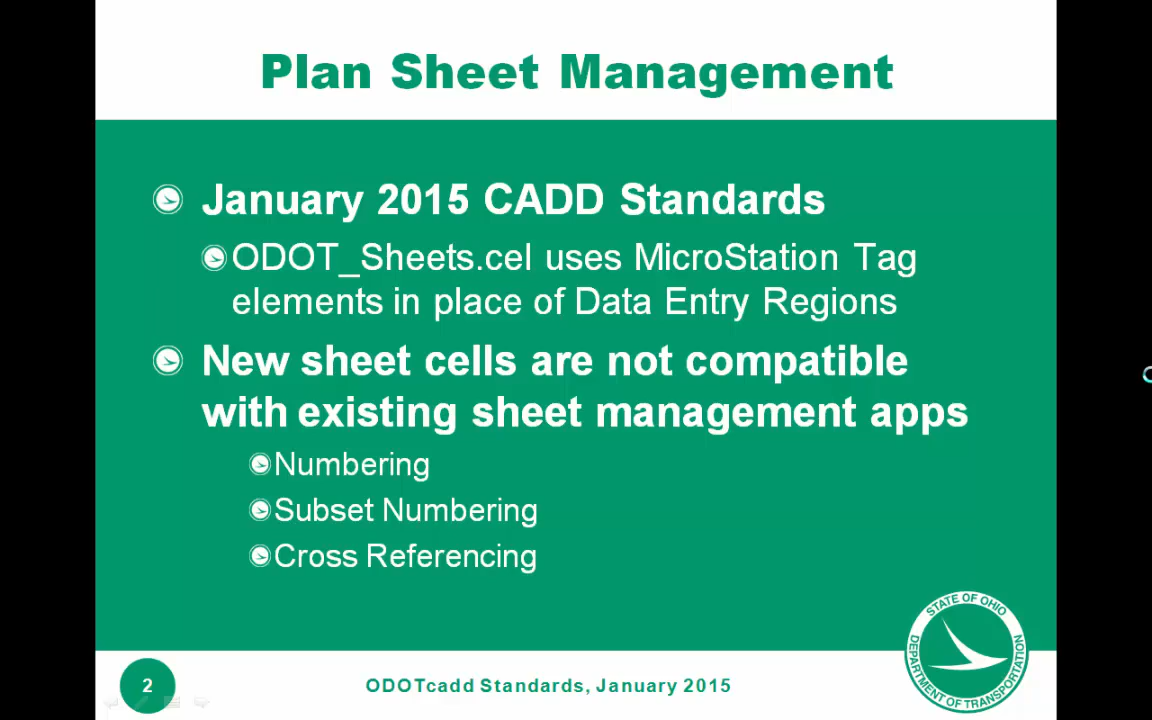 Plan Sheet Management
January 2015 CADD Standards
ODOT_Sheets.cel uses MicroStation Tag
elements in place of Data Entry Regions
New sheet cells are not compatible
with existing sheet management apps
Numbering
Subset Numbering
Cross Referencing
STATE OF OHIO
DEPARTMENT OF TRANSPORTATION
2
ODOTcadd Standards, January 2015